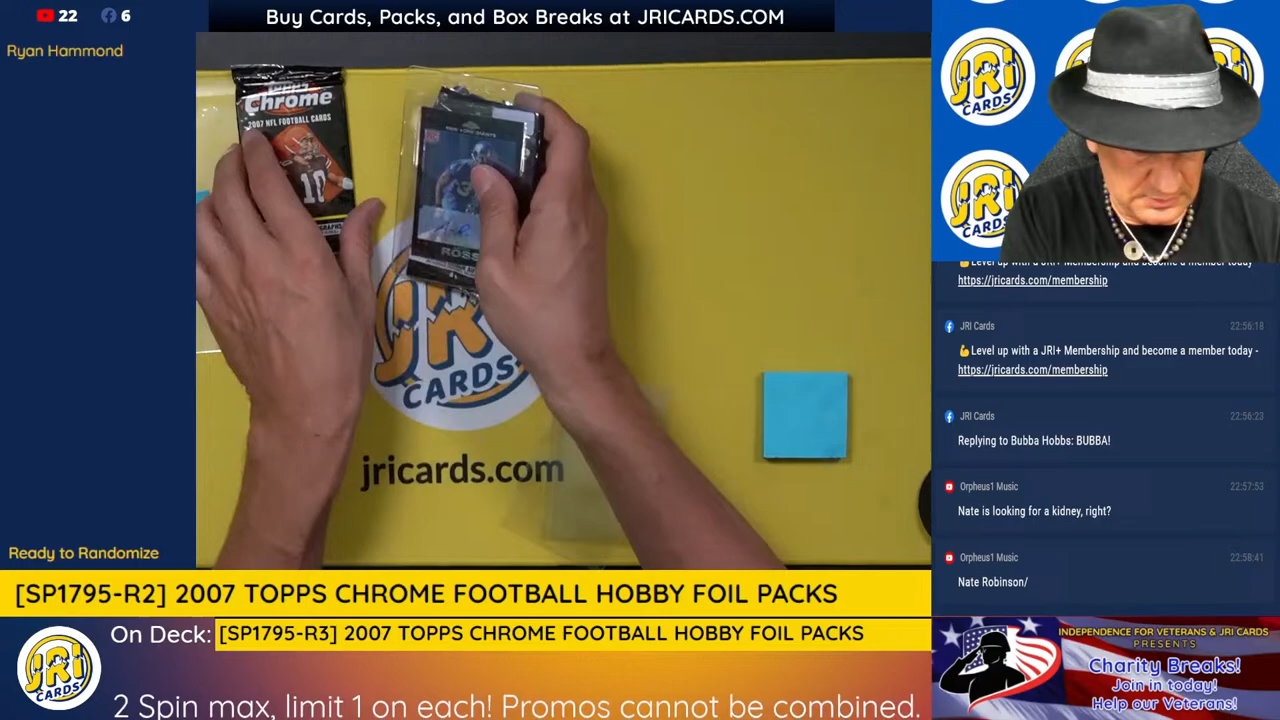 22
6
Buy Cards, Packs, and Box Breaks at JRICARDS.COM
Ryan Hammond
Chrome
2007 NFL FOOTBALL CARDS
10
NEW YORK GIANTS
ROSS
JRI
CARDS
jricards.com
JRI
CARDS
JRI
CARDS
💪Level up with a JRI+ Membership and become a member today -
https://jricards.com/membership
JRI Cards
22:56:18
💪Level up with a JRI+ Membership and become a member today -
https://jricards.com/membership
JRI Cards
22:56:23
Replying to Bubba Hobbs: BUBBA!
Orpheus1 Music
22:57:53
Nate is looking for a kidney, right?
Orpheus1 Music
22:58:41
Nate Robinson/
Ready to Randomize
[SP1795-R2] 2007 TOPPS CHROME FOOTBALL HOBBY FOIL PACKS
JRI
CARDS
On Deck: [SP1795-R3] 2007 TOPPS CHROME FOOTBALL HOBBY FOIL PACKS
2 Spin max, limit 1 on each! Promos cannot be combined.
INDEPENDENCE FOR VETERANS & JRI CARDS
PRESENTS
Charity Breaks!
Join in today!
Help our Veterans!